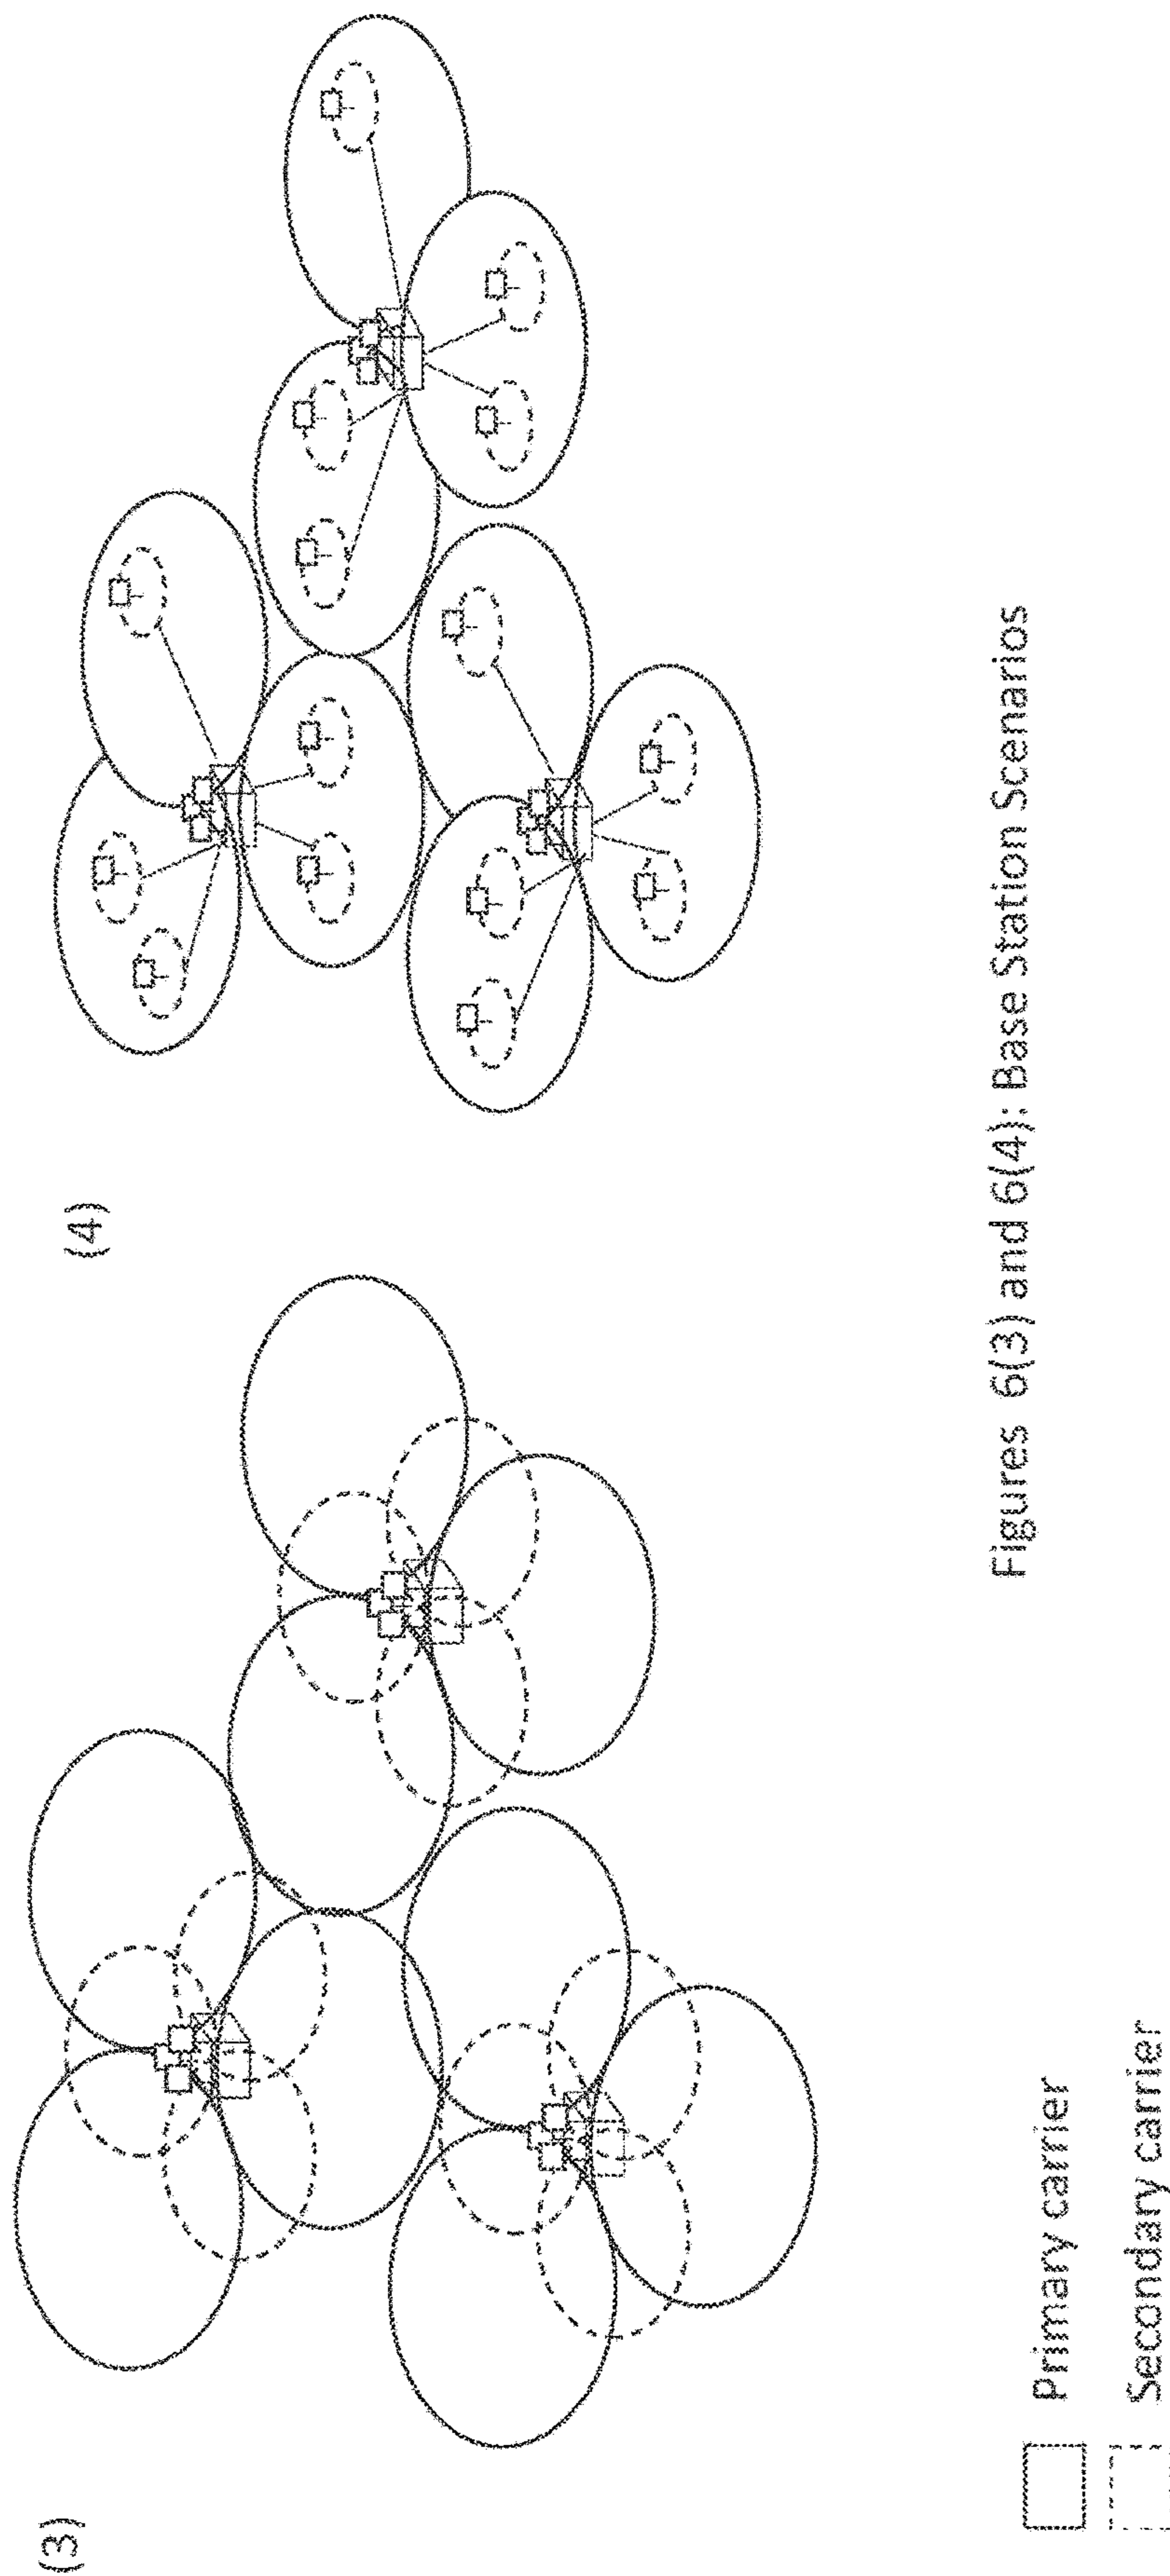 (3)
(4)
Primary carrier
Secondary carrier
Figures 6(3) and 6(4): Base Station Scenarios